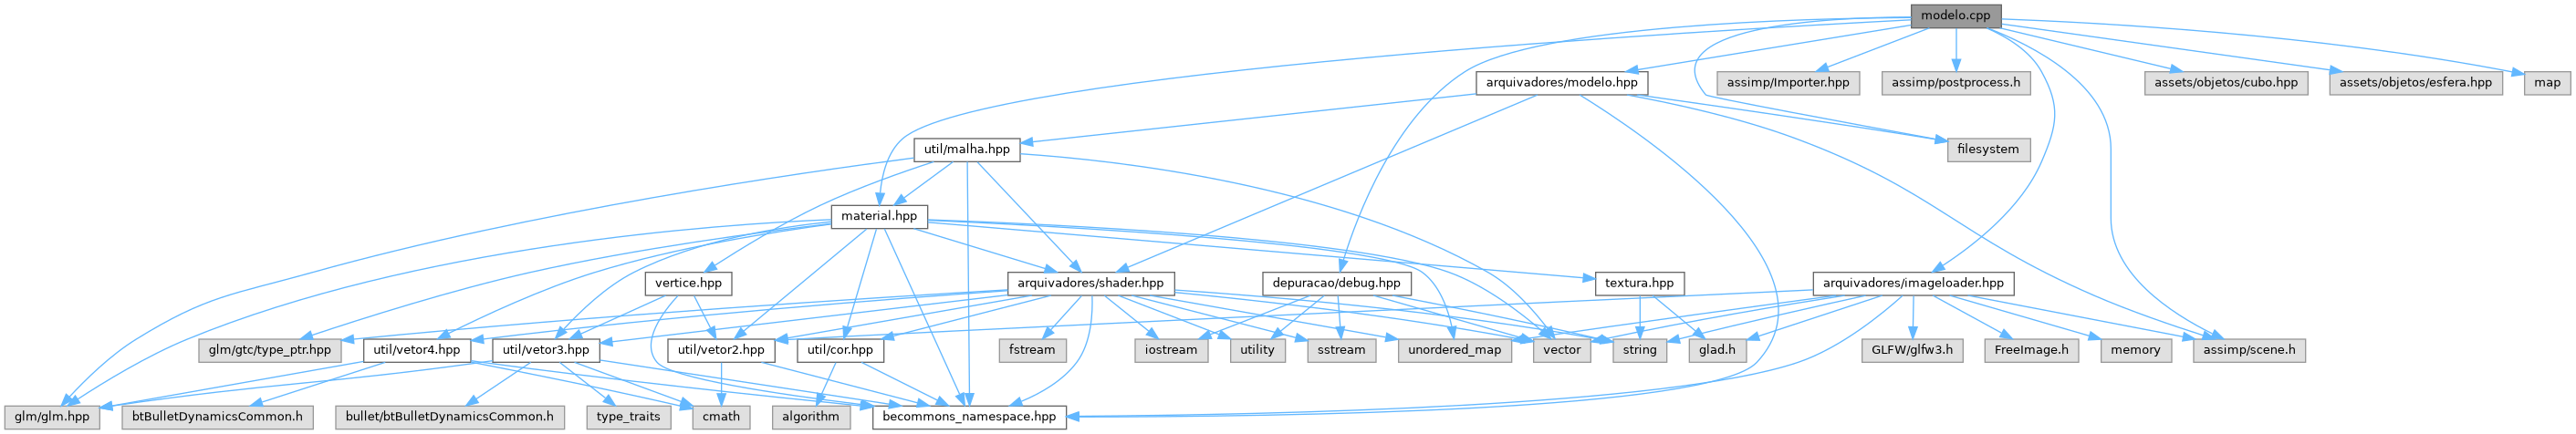 modelo.cpp
arquivadores/modelo.hpp
assimp/Importer.hpp
assimp/postprocess.h
assets/objetos/cubo.hpp
assets/objetos/esfera.hpp
map
util/malha.hpp
filesystem
material.hpp
vertice.hpp
arquivadores/shader.hpp
depuracao/debug.hpp
textura.hpp
arquivadores/imageloader.hpp
glm/gtc/type_ptr.hpp
util/vetor4.hpp
util/vetor3.hpp
util/vetor2.hpp
util/cor.hpp
fstream
iostream
utility
sstream
unordered_map
vector
string
glad.h
GLFW/glfw3.h
FreeImage.h
memory
assimp/scene.h
glm/glm.hpp
btBulletDynamicsCommon.h
bullet/btBulletDynamicsCommon.h
type_traits
cmath
algorithm
becommons_namespace.hpp